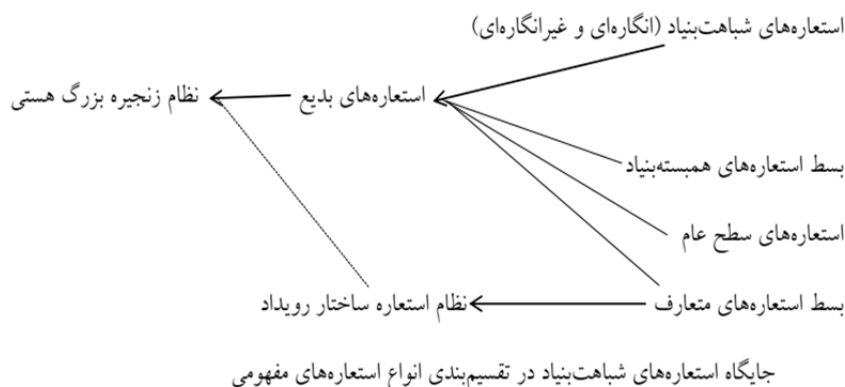 استعاره‌های شباهت‌بنیاد (انگاره‌ای و غیرانگاره‌ای)
استعاره‌های بدیع
نظام زنجیره بزرگ هستی
بسط استعاره‌های همبسته‌بنیاد
استعاره‌های سطح عام
بسط استعاره‌های متعارف
نظام استعاره ساختار رویداد
جایگاه استعاره‌های شباهت‌بنیاد در تقسیم‌بندی انواع استعاره‌های مفهومی